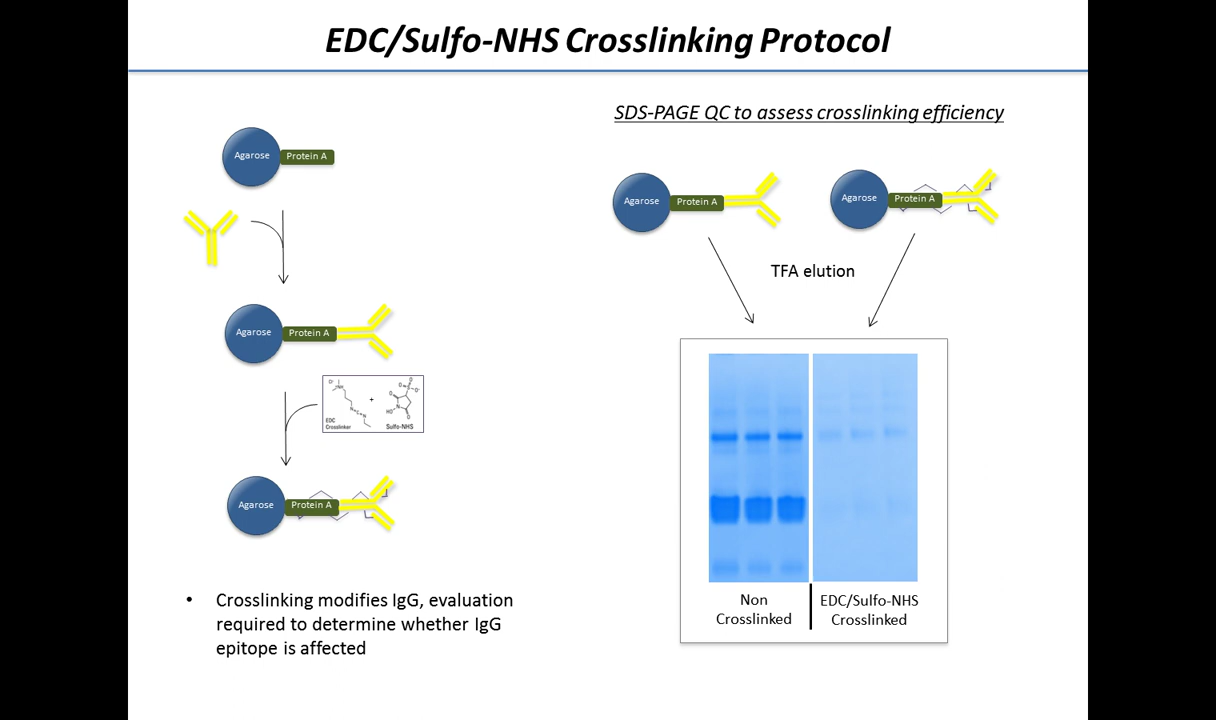 EDC/Sulfo-NHS Crosslinking Protocol
Agarose
Protein A
Agarose
Protein A
O⁻
NH
N
C
N
EDC
Crosslinker
+
O
O
S
O⁻
O
N
HO
O
Sulfo-NHS
Agarose
Protein A
• Crosslinking modifies IgG, evaluation
required to determine whether IgG
epitope is affected
SDS-PAGE QC to assess crosslinking efficiency
Agarose
Protein A
Agarose
Protein A
TFA elution
Non
Crosslinked
EDC/Sulfo-NHS
Crosslinked